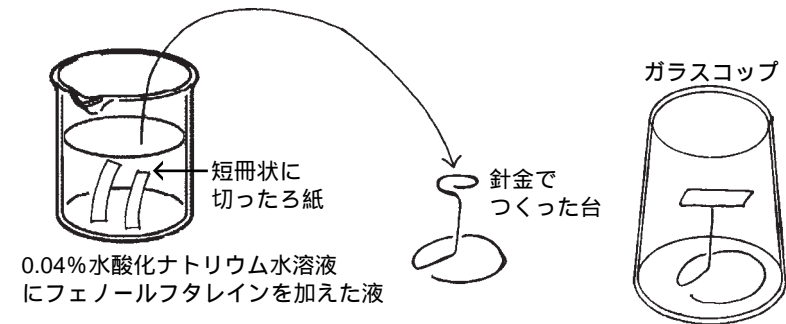 ガラスコップ
短冊状に
切ったろ紙
針金で
つくった台
0.04%水酸化ナトリウム水溶液
にフェノールフタレインを加えた液